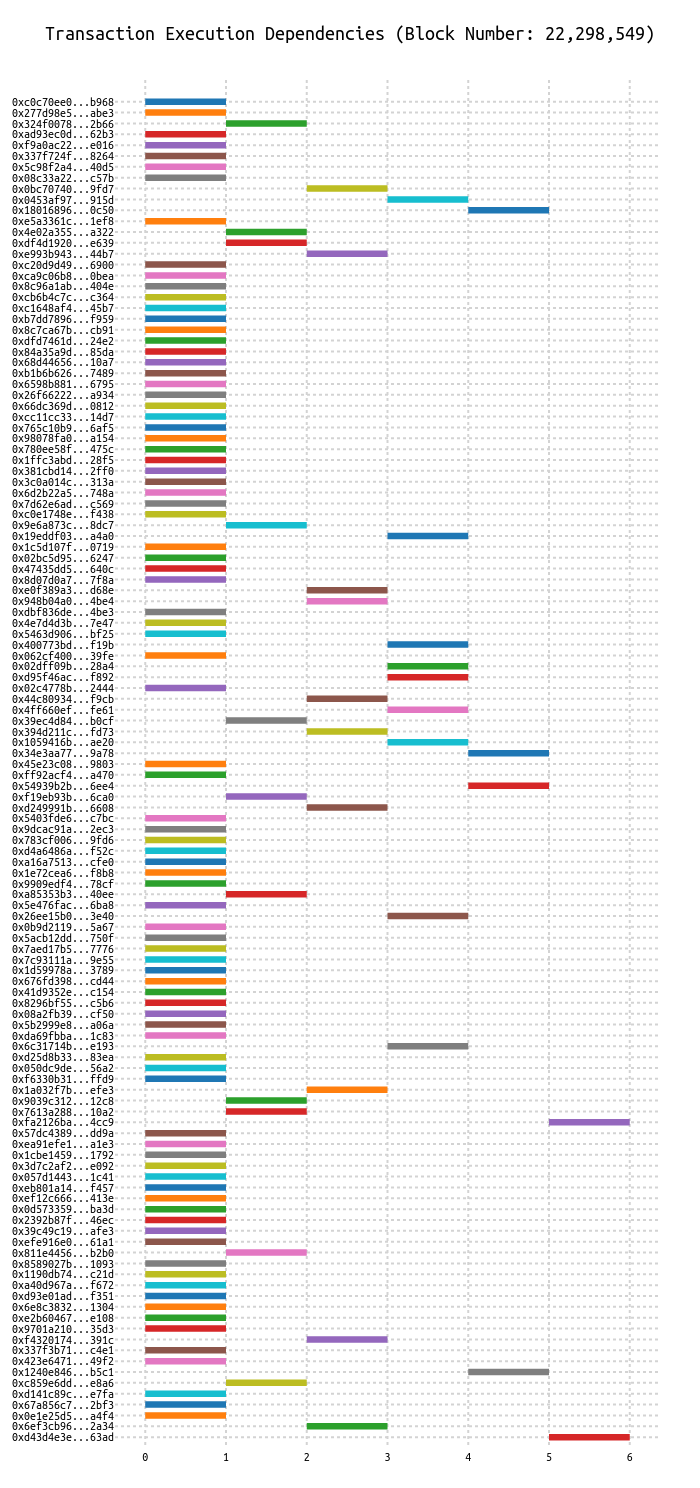 Transaction Execution Dependencies (Block Number: 22,298,549)
0xc0c70ee0...b968
0x277d98e5...abe3
0x324f0078...2b66
0xad93ec0d...62b3
0xf9a0ac22...e016
0x337f724f...8264
0x5c98f2a4...40d5
0x08c33a22...c57b
0x0bc70740...9fd7
0x0453af97...915d
0x18016896...0c50
0xe5a3361c...1ef8
0x4e02a355...a322
0xdf4d1920...e639
0xe993b943...44b7
0xc20d9d49...6900
0xca9c06b8...0bea
0x8c96a1ab...404e
0xcb6b4c7c...c364
0xc1648af4...45b7
0xb7dd7896...f959
0x8c7ca67b...cb91
0xdfd7461d...24e2
0x84a35a9d...85da
0x68d44656...10a7
0xb1b6b626...7489
0x6598b881...6795
0x26f66222...a934
0x66dc369d...0812
0xcc11cc33...14d7
0x765c10b9...6af5
0x98078fa0...a154
0x780ee58f...475c
0x1ffc3abd...28f5
0x381cbd14...2ff0
0x3c0a014c...313a
0x6d2b22a5...748a
0x7d62e6ad...c569
0xc0e1748e...f438
0x9e6a873c...8dc7
0x19eddf03...a4a0
0x1c5d107f...0719
0x02bc5d95...6247
0x47435dd5...640c
0x8d07d0a7...7f8a
0xe0f389a3...d68e
0x948b04a0...4be4
0xdbf836de...4be3
0x4e7d4d3b...7e47
0x5463d906...bf25
0x400773bd...f19b
0x062cf400...39fe
0x02dff09b...28a4
0xd95f46ac...f892
0x02c4778b...2444
0x44c80934...f9cb
0x4ff660ef...fe61
0x39ec4d84...b0cf
0x394d211c...fd73
0x1059416b...ae20
0x34e3aa77...9a78
0x45e23c08...9803
0xff92acf4...a470
0x54939b2b...6ee4
0xf19eb93b...6ca0
0xd249991b...6608
0x5403fde6...c7bc
0x9dcac91a...2ec3
0x783cf006...9fd6
0xd4a6486a...f52c
0xa16a7513...cfe0
0x1e72cea6...f8b8
0x9909edf4...78cf
0xa85353b3...40ee
0x5e476fac...6ba8
0x26ee15b0...3e40
0x0b9d2119...5a67
0x5acb12dd...750f
0x7aed17b5...7776
0x7c93111a...9e55
0x1d59978a...3789
0x676fd398...cd44
0x41d9352e...c154
0x8296bf55...c5b6
0x08a2fb39...cf50
0x5b2999e8...a06a
0xda69fbba...1c83
0x6c31714b...e193
0xd25d8b33...83ea
0x050dc9de...56a2
0xf6330b31...ffd9
0x1a032f7b...efe3
0x9039c312...12c8
0x7613a288...10a2
0xfa2126ba...4cc9
0x57dc4389...dd9a
0xea91efe1...a1e3
0x1cbe1459...1792
0x3d7c2af2...e092
0x057d1443...1c41
0xeb801a14...f457
0xef12c666...413e
0x0d573359...ba3d
0x2392b87f...46ec
0x39c49c19...afe3
0xefe916e0...61a1
0x811e4456...b2b0
0x8589027b...1093
0x1190db74...c21d
0xa40d967a...f672
0xd93e01ad...f351
0x6e8c3832...1304
0xe2b60467...e108
0x9701a210...35d3
0xf4320174...391c
0x337f3b71...c4e1
0x423e6471...49f2
0x1240e846...b5c1
0xc859e6dd...e8a6
0xd141c89c...e7fa
0x67a856c7...2bf3
0x0e1e25d5...a4f4
0x6ef3cb96...2a34
0xd43d4e3e...63ad
0 1 2 3 4 5 6